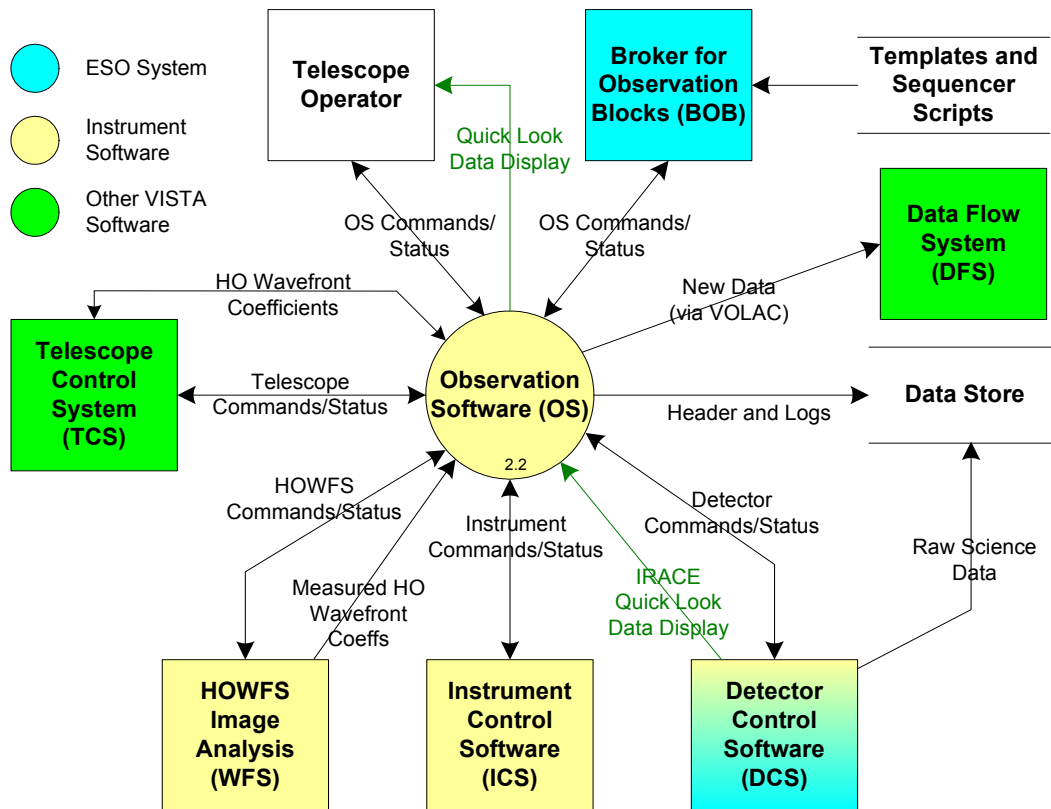 ESO System
Instrument
Software
Other VISTA
Software
Telescope
Operator
Broker for
Observation
Blocks (BOB)
Templates and
Sequencer
Scripts
Quick Look
Data Display
OS Commands/
Status
OS Commands/
Status
Data Flow
System
(DFS)
HO Wavefront
Coefficients
New Data
(via VOLAC)
Telescope
Control
System
(TCS)
Telescope
Commands/Status
Observation
Software (OS)
2.2
Header and Logs
Data Store
HOWFS
Commands/Status
Instrument
Commands/Status
Detector
Commands/Status
Raw Science
Data
Measured HO
Wavefront
Coeffs
IRACE
Quick Look
Data Display
HOWFS
Image
Analysis
(WFS)
Instrument
Control
Software
(ICS)
Detector
Control
Software
(DCS)